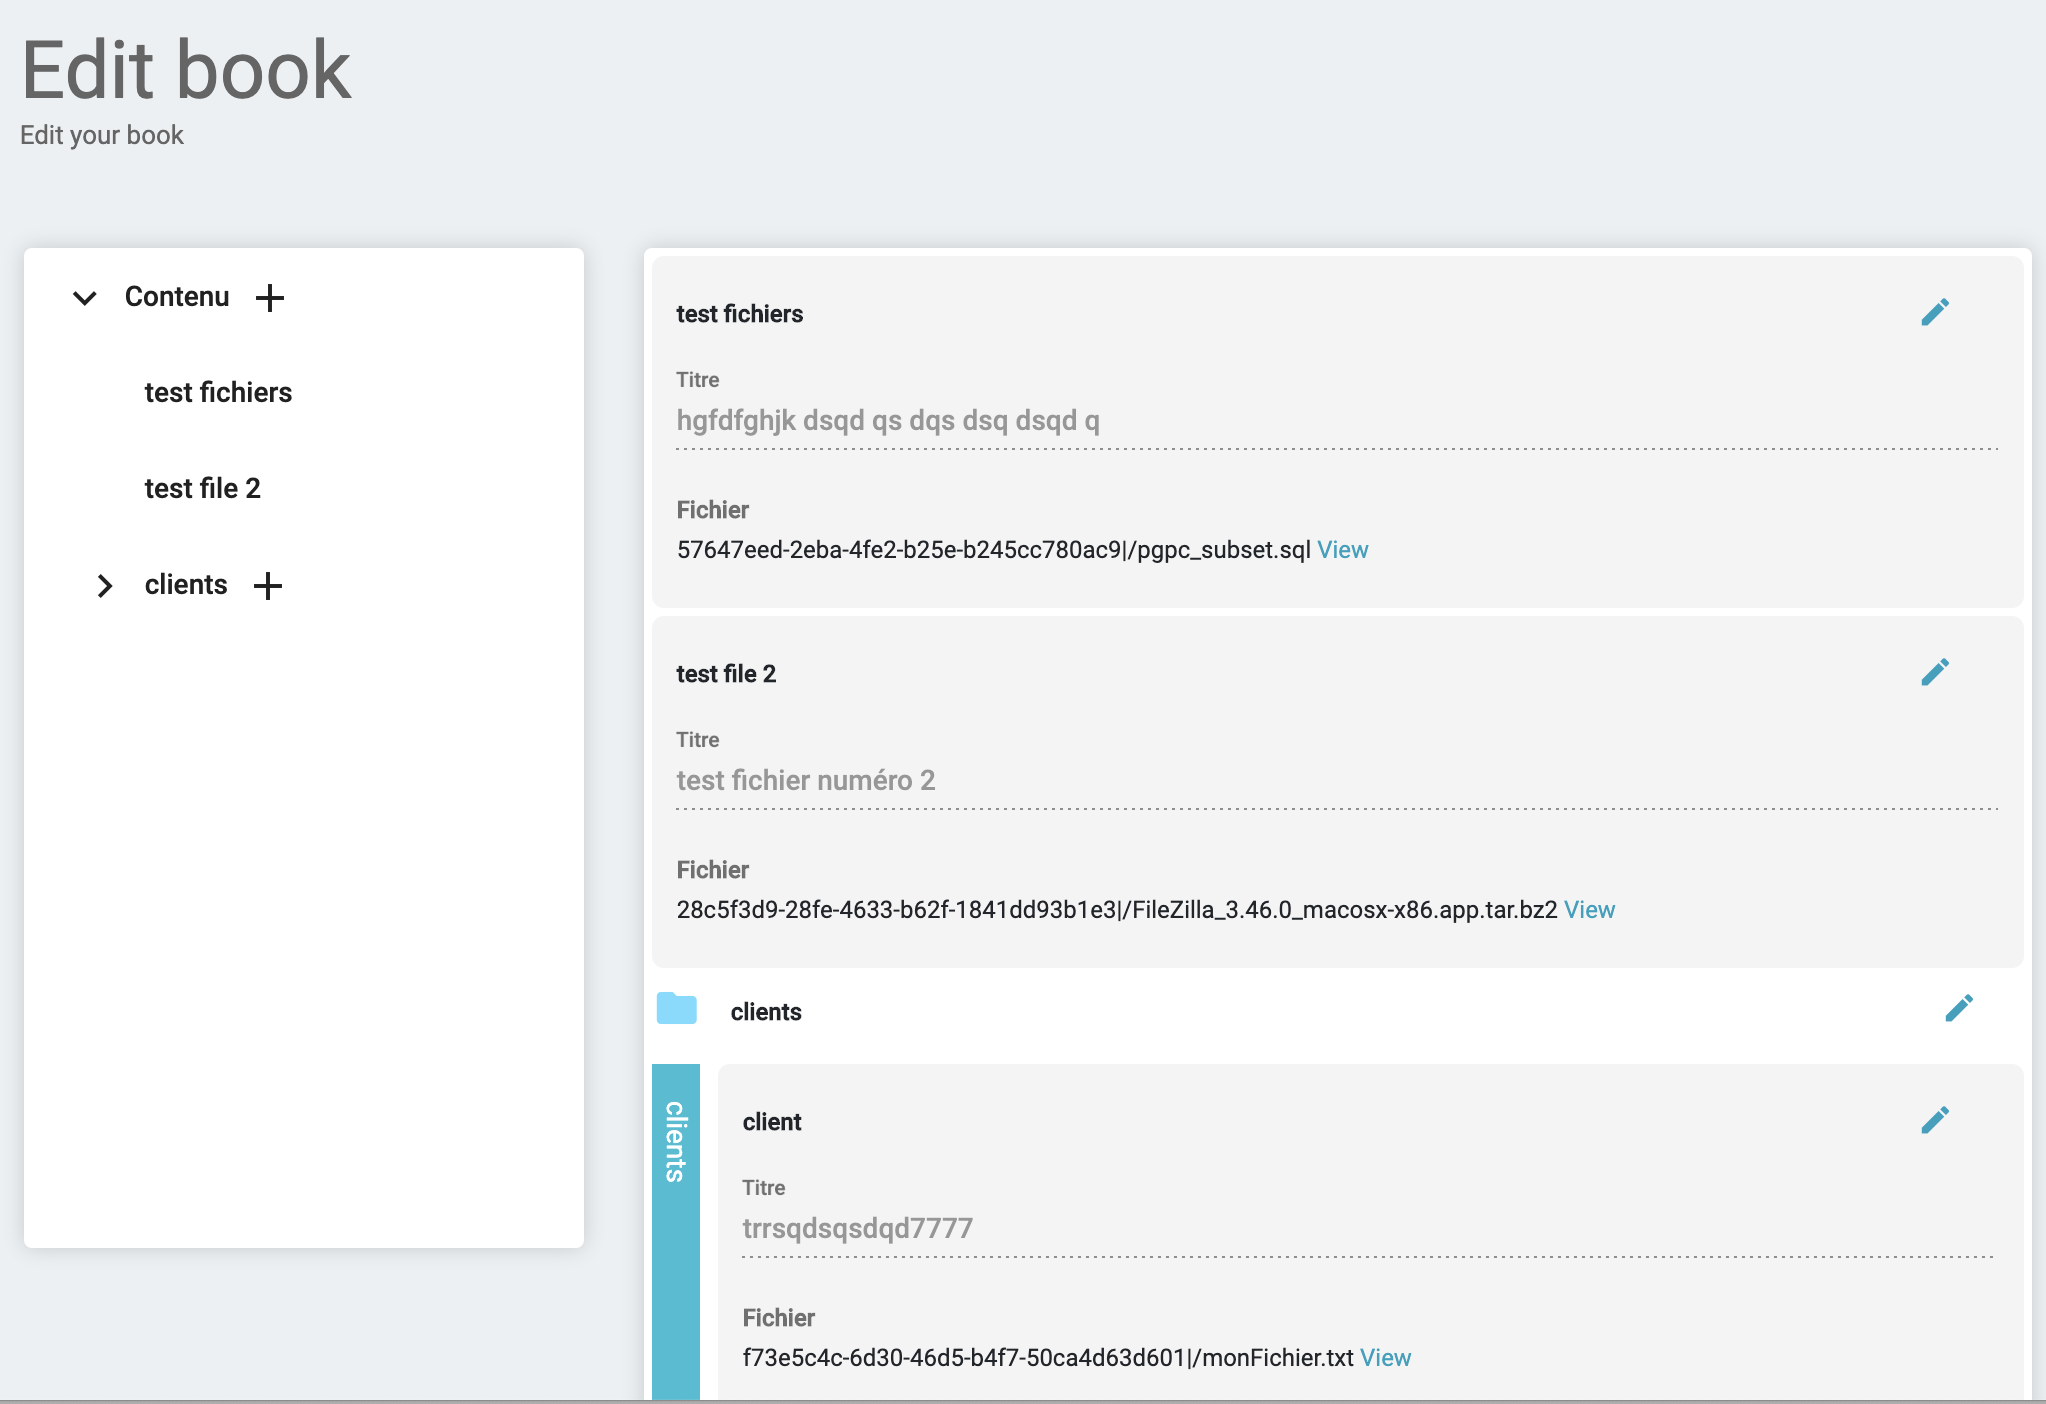 Edit book
Edit your book
Contenu
test fichiers
test file 2
clients
test fichiers
Titre
hgfdfghjk dsqd qs dqs dsq dsqd q
Fichier
57647eed-2eba-4fe2-b25e-b245cc780ac9|/pgpc_subset.sql View
test file 2
Titre
test fichier numéro 2
Fichier
28c5f3d9-28fe-4633-b62f-1841dd93b1e3|/FileZilla_3.46.0_macosx-x86.app.tar.bz2 View
clients
clients
client
Titre
trrsqdsqsdqd7777
Fichier
f73e5c4c-6d30-46d5-b4f7-50ca4d63d601|/monFichier.txt View